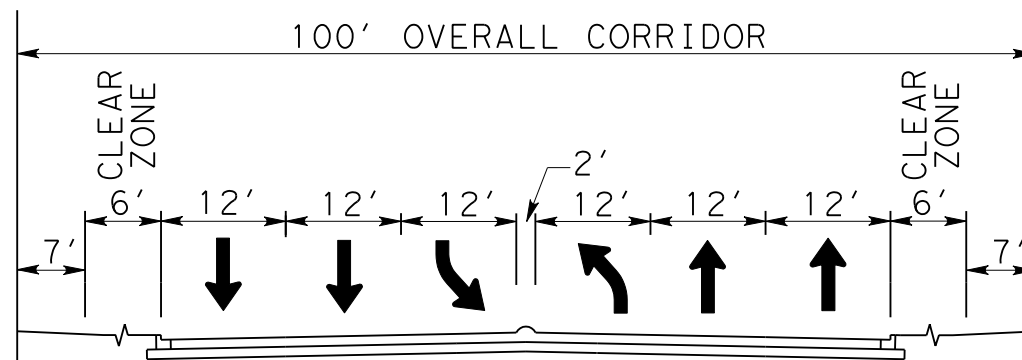 100' OVERALL CORRIDOR
CLEAR
ZONE
CLEAR
ZONE
2'
6'
12'
12'
12'
12'
12'
12'
6'
7'
7'